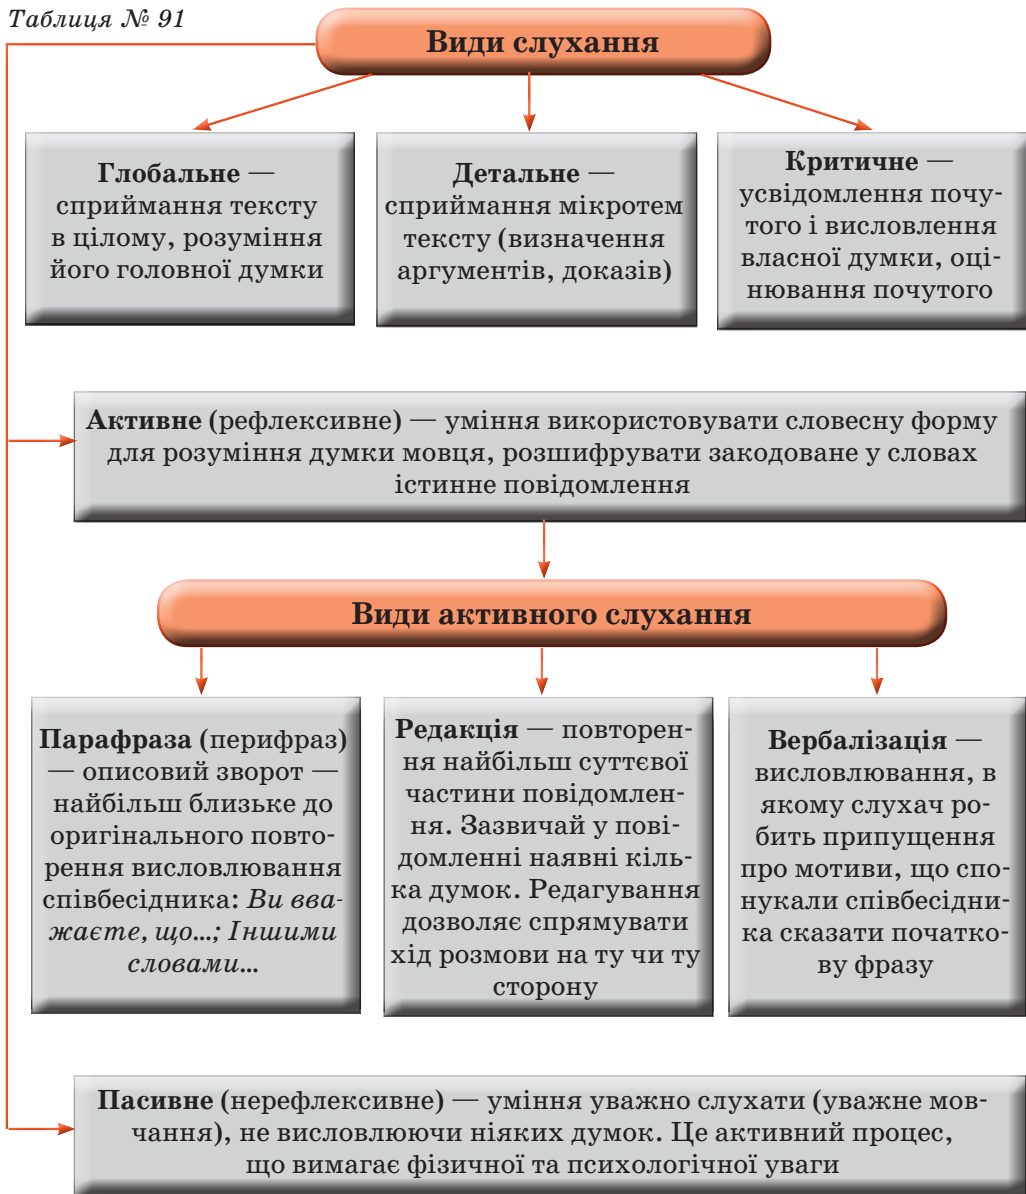 Таблиця № 91
Види слухання
Глобальне —
сприймання тексту
в цілому, розуміння
його головної думки
Детальне —
сприймання мікротем
тексту (визначення
аргументів, доказів)
Критичне —
усвідомлення почу-
того і висловлення
власної думки, оці-
нювання почутого
Активне (рефлексивне) — уміння використовувати словесну форму
для розуміння думки мовця, розшифрувати закодоване у словах
істинне повідомлення
Види активного слухання
Парафраза (перифраз)
— описовий зворот —
найбільш близьке до
оригінального повто-
рення висловлювання
співбесідника: Ви вва-
жаєте, що...; Іншими
словами...
Редакція — повторен-
ня найбільш суттєвої
частини повідомлен-
ня. Зазвичай у пові-
домленні наявні кіль-
ка думок. Редагування
дозволяє спрямувати
хід розмови на ту чи ту
сторону
Вербалізація —
висловлювання, в
якому слухач ро-
бить припущення
про мотиви, що спо-
нукали співбесідни-
ка сказати початко-
ву фразу
Пасивне (нерефлексивне) — уміння уважно слухати (уважне мов-
чання), не висловлюючи ніяких думок. Це активний процес,
що вимагає фізичної та психологічної уваги